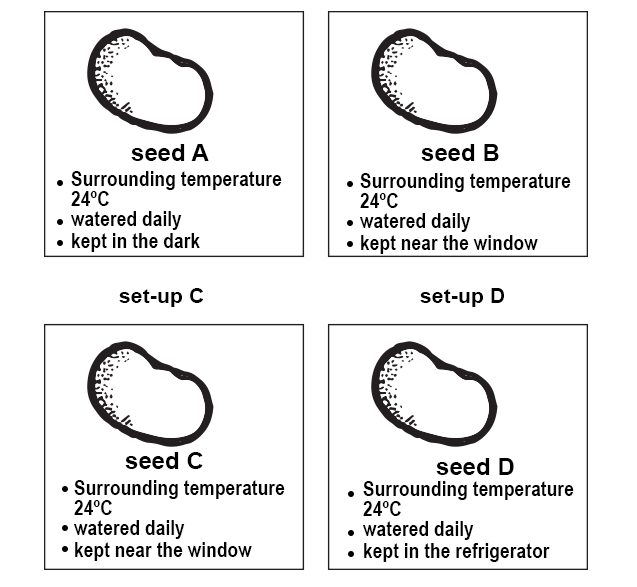 seed A
• Surrounding temperature
24ºC
• watered daily
• kept in the dark
seed B
• Surrounding temperature
24ºC
• watered daily
• kept near the window
set-up C
set-up D
seed C
• Surrounding temperature
24ºC
• watered daily
• kept near the window
seed D
• Surrounding temperature
24ºC
• watered daily
• kept in the refrigerator